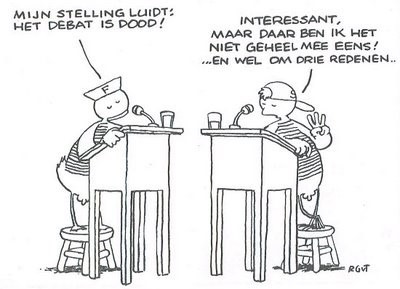 MIJN STELLING LUIDT:
HET DEBAT IS DOOD!
INTERESSANT,
MAAR DAAR BEN IK HET
NIET GEHEEL MEE EENS!
...EN WEL OM DRIE REDENEN..
F
S
RGvT